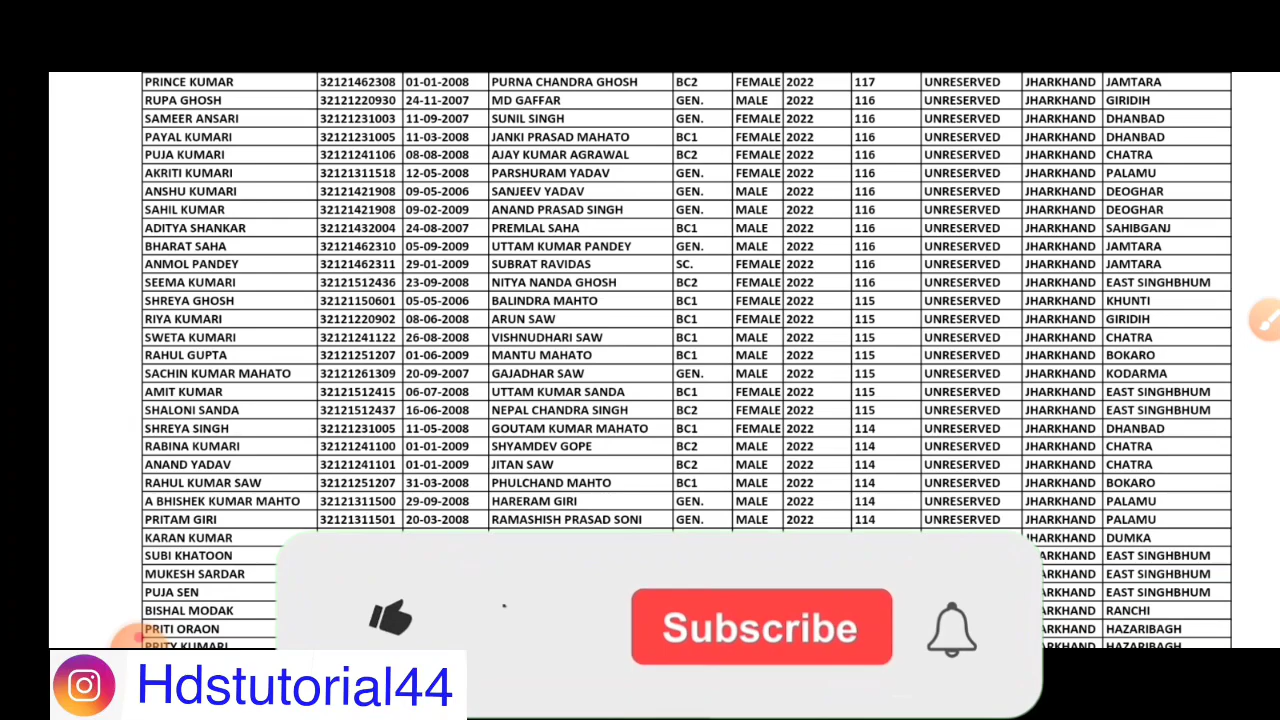 PRINCE KUMAR 32121462308 01-01-2008 PURNA CHANDRA GHOSH BC2 FEMALE 2022 117 UNRESERVED JHARKHAND JAMTARA
RUPA GHOSH 32121220930 24-11-2007 MD GAFFAR GEN. MALE 2022 116 UNRESERVED JHARKHAND GIRIDIH
SAMEER ANSARI 32121231003 11-09-2007 SUNIL SINGH GEN. FEMALE 2022 116 UNRESERVED JHARKHAND DHANBAD
PAYAL KUMARI 32121231005 11-03-2008 JANKI PRASAD MAHATO BC1 FEMALE 2022 116 UNRESERVED JHARKHAND DHANBAD
PUJA KUMARI 32121241106 08-08-2008 AJAY KUMAR AGRAWAL BC2 FEMALE 2022 116 UNRESERVED JHARKHAND CHATRA
AKRITI KUMARI 32121311518 12-05-2008 PARSHURAM YADAV GEN. FEMALE 2022 116 UNRESERVED JHARKHAND PALAMU
ANSHU KUMARI 32121421908 09-05-2006 SANJEEV YADAV GEN. MALE 2022 116 UNRESERVED JHARKHAND DEOGHAR
SAHIL KUMAR 32121421908 09-02-2009 ANAND PRASAD SINGH GEN. MALE 2022 116 UNRESERVED JHARKHAND DEOGHAR
ADITYA SHANKAR 32121432004 24-08-2007 PREMLAL SAHA BC1 MALE 2022 116 UNRESERVED JHARKHAND SAHIBGANJ
BHARAT SAHA 32121462310 05-09-2009 UTTAM KUMAR PANDEY GEN. MALE 2022 116 UNRESERVED JHARKHAND JAMTARA
ANMOL PANDEY 32121462311 29-01-2009 SUBRAT RAVIDAS SC. FEMALE 2022 116 UNRESERVED JHARKHAND JAMTARA
SEEMA KUMARI 32121512436 23-09-2008 NITYA NANDA GHOSH BC2 FEMALE 2022 116 UNRESERVED JHARKHAND EAST SINGHBHUM
SHREYA GHOSH 32121150601 05-05-2006 BALINDRA MAHTO BC1 FEMALE 2022 115 UNRESERVED JHARKHAND KHUNTI
RIYA KUMARI 32121220902 08-06-2008 ARUN SAW BC1 FEMALE 2022 115 UNRESERVED JHARKHAND GIRIDIH
SWETA KUMARI 32121241122 26-08-2008 VISHNUDHARI SAW BC1 MALE 2022 115 UNRESERVED JHARKHAND CHATRA
RAHUL GUPTA 32121251207 01-06-2009 MANTU MAHATO BC1 MALE 2022 115 UNRESERVED JHARKHAND BOKARO
SACHIN KUMAR MAHATO 32121261309 20-09-2007 GAJADHAR SAW GEN. MALE 2022 115 UNRESERVED JHARKHAND KODARMA
AMIT KUMAR 32121512415 06-07-2008 UTTAM KUMAR SANDA BC1 FEMALE 2022 115 UNRESERVED JHARKHAND EAST SINGHBHUM
SHALONI SANDA 32121512437 16-06-2008 NEPAL CHANDRA SINGH BC2 FEMALE 2022 115 UNRESERVED JHARKHAND EAST SINGHBHUM
SHREYA SINGH 32121231005 11-05-2008 GOUTAM KUMAR MAHATO BC1 FEMALE 2022 114 UNRESERVED JHARKHAND DHANBAD
RABINA KUMARI 32121241100 01-01-2009 SHYAMDEV GOPE BC2 MALE 2022 114 UNRESERVED JHARKHAND CHATRA
ANAND YADAV 32121241101 01-01-2009 JITAN SAW BC2 MALE 2022 114 UNRESERVED JHARKHAND CHATRA
RAHUL KUMAR SAW 32121251207 31-03-2008 PHULCHAND MAHTO BC1 MALE 2022 114 UNRESERVED JHARKHAND BOKARO
A BHISHEK KUMAR MAHTO 32121311500 29-09-2008 HARERAM GIRI GEN. MALE 2022 114 UNRESERVED JHARKHAND PALAMU
PRITAM GIRI 32121311501 20-03-2008 RAMASHISH PRASAD SONI GEN. MALE 2022 114 UNRESERVED JHARKHAND PALAMU
KARAN KUMAR JHARKHAND DUMKA
SUBI KHATOON ARKHAND EAST SINGHBHUM
MUKESH SARDAR ARKHAND EAST SINGHBHUM
PUJA SEN ARKHAND EAST SINGHBHUM
BISHAL MODAK ARKHAND RANCHI
PRITI ORAON ARKHAND HAZARIBAGH
PRITY KUMARI ARKHAND HAZARIBAGH
Subscribe
Hdstutorial44